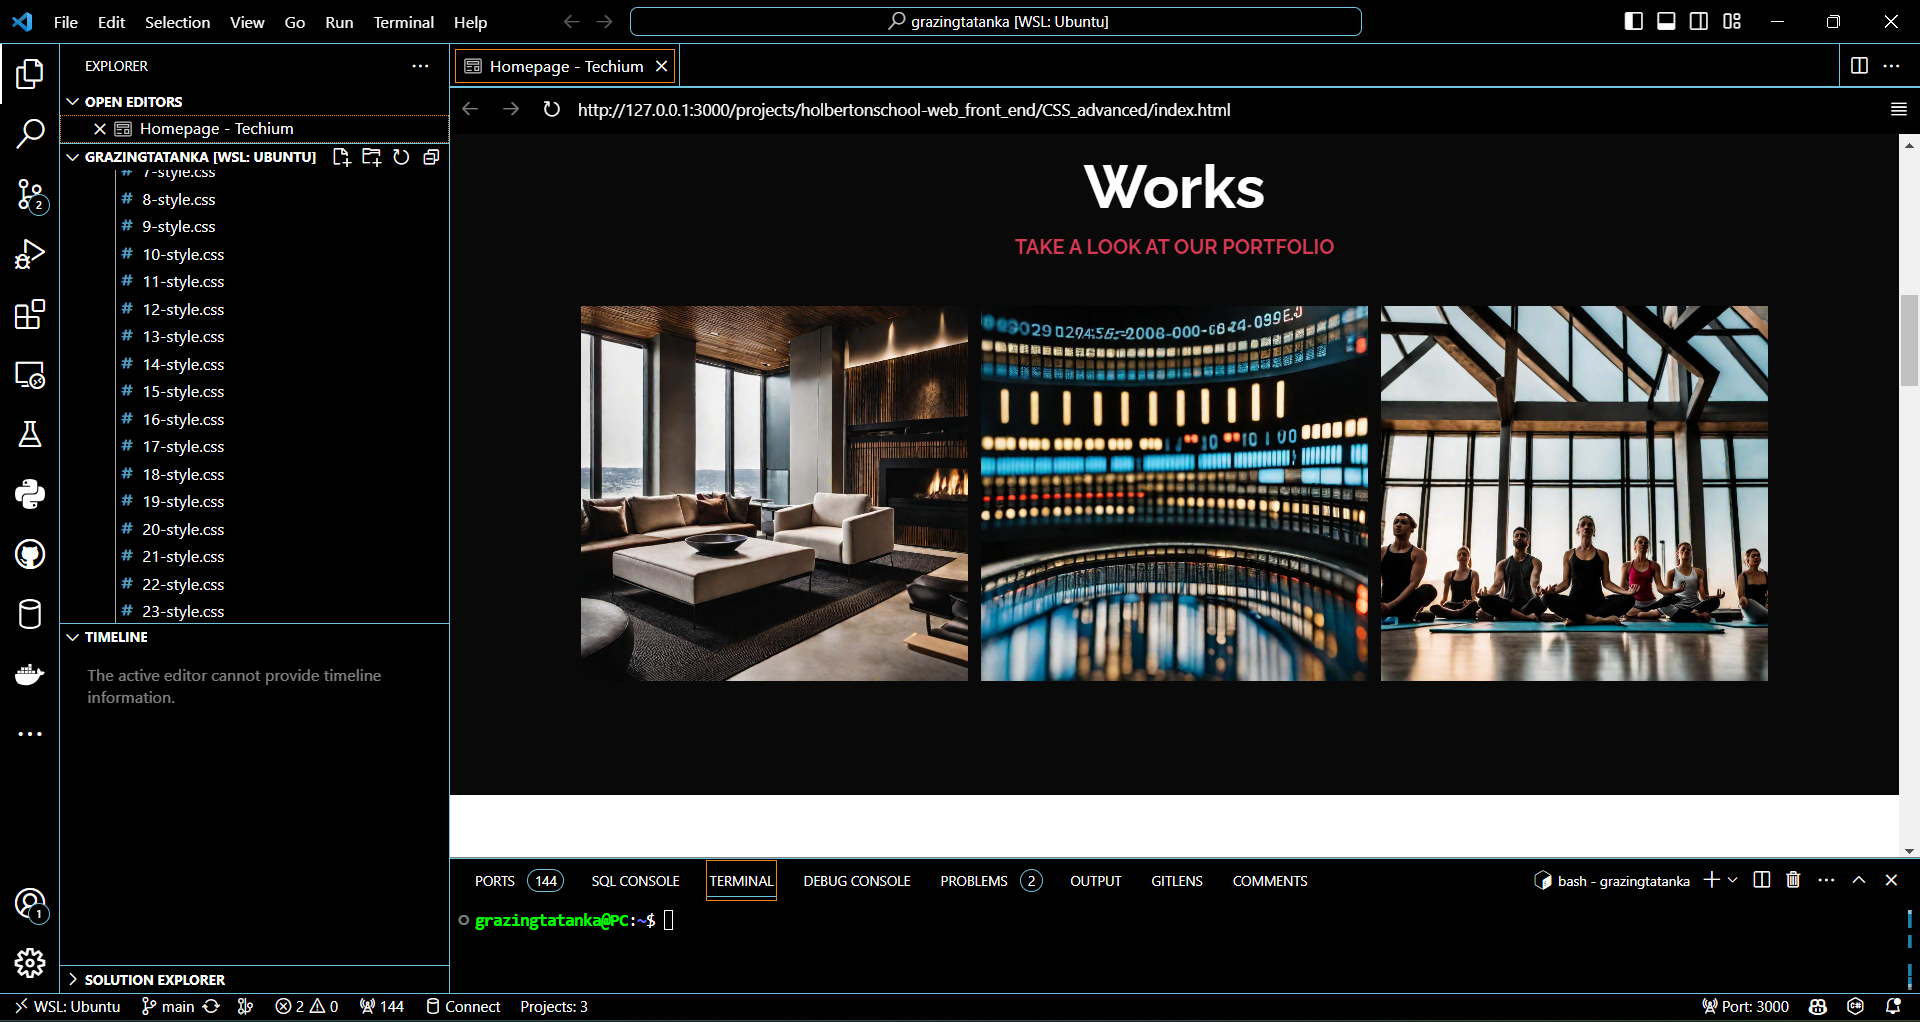 File Edit Selection View Go Run Terminal Help
grazingtatanka [WSL: Ubuntu]
EXPLORER
OPEN EDITORS
Homepage - Techium
GRAZINGTATANKA [WSL: UBUNTU]
7-style.css
8-style.css
9-style.css
10-style.css
11-style.css
12-style.css
13-style.css
14-style.css
15-style.css
16-style.css
17-style.css
18-style.css
19-style.css
20-style.css
21-style.css
22-style.css
23-style.css
TIMELINE
The active editor cannot provide timeline
information.
SOLUTION EXPLORER
2
1
Homepage - Techium
http://127.0.0.1:3000/projects/holbertonschool-web_front_end/CSS_advanced/index.html
Works
TAKE A LOOK AT OUR PORTFOLIO
PORTS 144 SQL CONSOLE TERMINAL DEBUG CONSOLE PROBLEMS 2 OUTPUT GITLENS COMMENTS
bash - grazingtatanka
grazingtatanka@PC:~$
WSL: Ubuntu main 2 0 144 Connect Projects: 3
Port: 3000